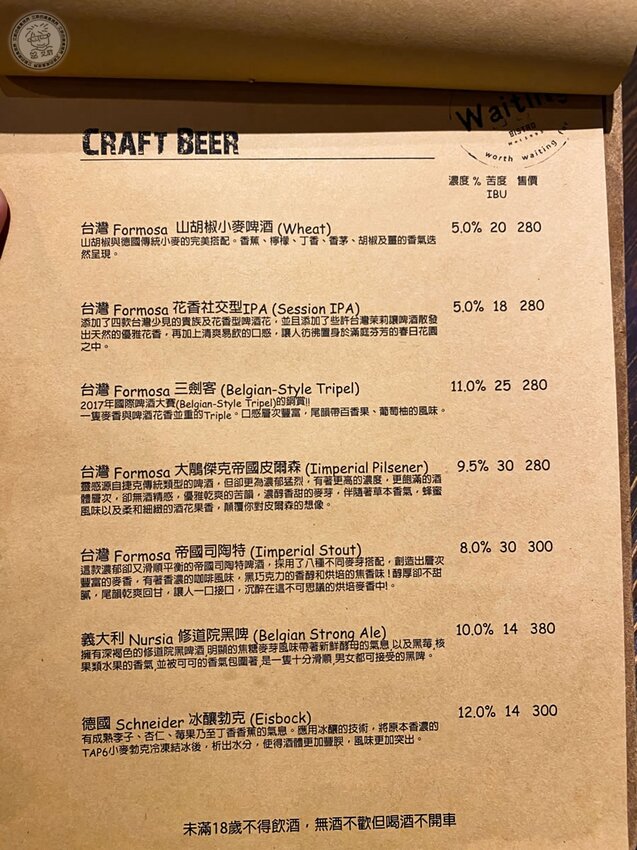 Waiting
BISTRO
worth waiting
CRAFT BEER
濃度 % 苦度 售價
IBU
台灣 Formosa 山胡椒小麥啤酒 (Wheat) 5.0% 20 280
山胡椒與德國傳統小麥的完美搭配。香蕉、檸檬、丁香、香茅、胡椒及薑的香氣迭
然呈現。
台灣 Formosa 花香社交型IPA (Session IPA) 5.0% 18 280
添加了四款台灣少見的貴族及花香型啤酒花，並且添加了些許台灣茉莉讓啤酒散發
出天然的優雅花香，再加上清爽易飲的口感，讓人彷彿置身於滿庭芬芳的春日花園
之中。
台灣 Formosa 三劍客 (Belgian-Style Tripel) 11.0% 25 280
2017年國際啤酒大賽(Belgian-Style Tripel)的銅賞!!
一隻麥香與啤酒花香並重的Triple。口感層次豐富，尾韻帶百香果、葡萄柚的風味。
台灣 Formosa 大鵰傑克帝國皮爾森 (Iimperial Pilsener) 9.5% 30 280
靈感源自捷克傳統類型的啤酒，但卻更為濃郁猛烈，有著更高的濃度，更飽滿的酒
體層次，卻無酒精感，優雅乾爽的苦韻，濃醇香甜的麥芽，伴隨著草本香氣，蜂蜜
風味以及柔和細緻的酒花果香，顛覆你對皮爾森的想像。
台灣 Formosa 帝國司陶特 (Iimperial Stout) 8.0% 30 300
這款濃郁卻又滑順平衡的帝國司陶特啤酒，採用了八種不同麥芽搭配，創造出層次
豐富的麥香，有著香濃的咖啡風味，黑巧克力的香醇和烘培的焦香味!醇厚卻不甜
膩，尾韻乾爽回甘，讓人一口接口，沉醉在這不可思議的烘培麥香中!。
義大利 Nursia 修道院黑啤 (Belgian Strong Ale) 10.0% 14 380
擁有深褐色的修道院黑啤酒,明顯的焦糖麥芽風味帶著新鮮酵母的氣息,以及黑莓,核
果類水果的香氣,並被可可的香氣包圍著,是一隻十分滑順,男女都可接受的黑啤。
德國 Schneider 冰釀勃克 (Eisbock) 12.0% 14 300
有成熟李子、杏仁、莓果乃至丁香香蕉的氣息。應用冰釀的技術，將原本香濃的
TAP6小麥勃克冷凍結冰後，析出水分，使得酒體更加豐腴，風味更加突出。
未滿18歲不得飲酒，無酒不歡但喝酒不開車